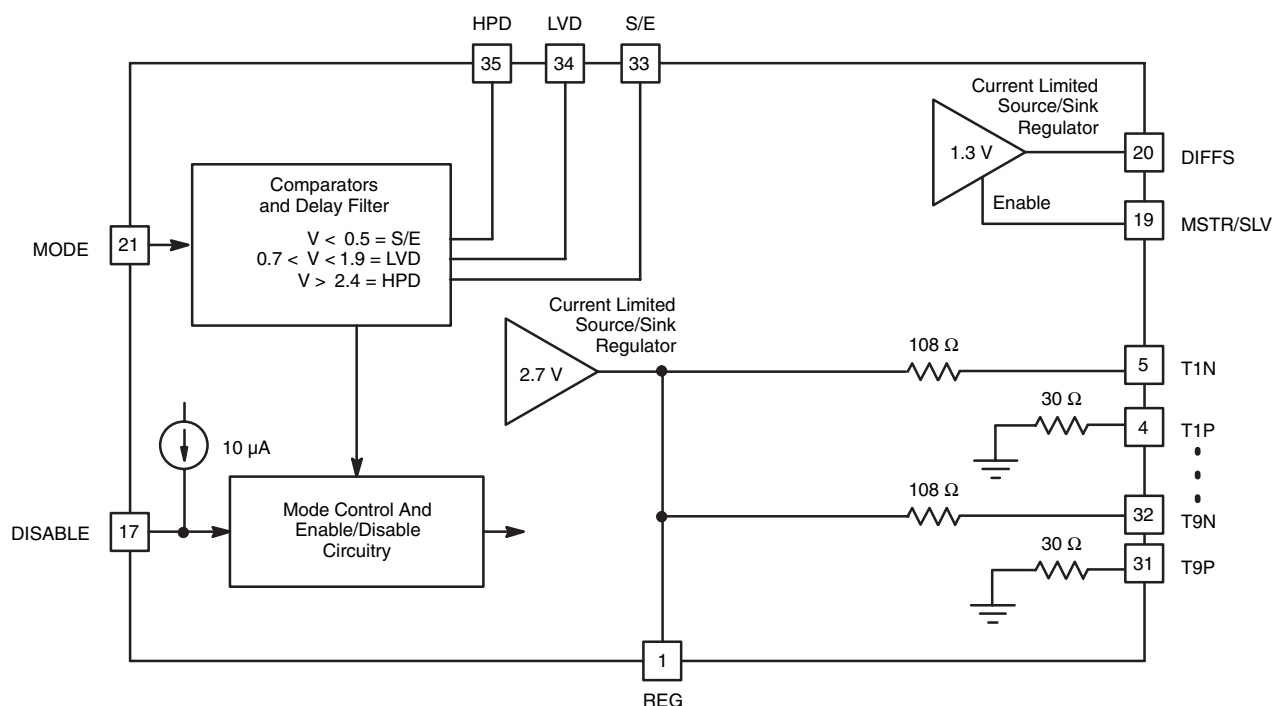 HPD LVD S/E
35 34 33
Current Limited
Source/Sink
Regulator
1.3 V
20 DIFFS
Enable
19 MSTR/SLV
Comparators
and Delay Filter
V < 0.5 = S/E
0.7 < V < 1.9 = LVD
V > 2.4 = HPD
MODE 21
Current Limited
Source/Sink
Regulator
2.7 V
108 Ω
5 T1N
30 Ω
4 T1P
10 µA
108 Ω
32 T9N
30 Ω
31 T9P
DISABLE 17
Mode Control And
Enable/Disable
Circuitry
1
REG